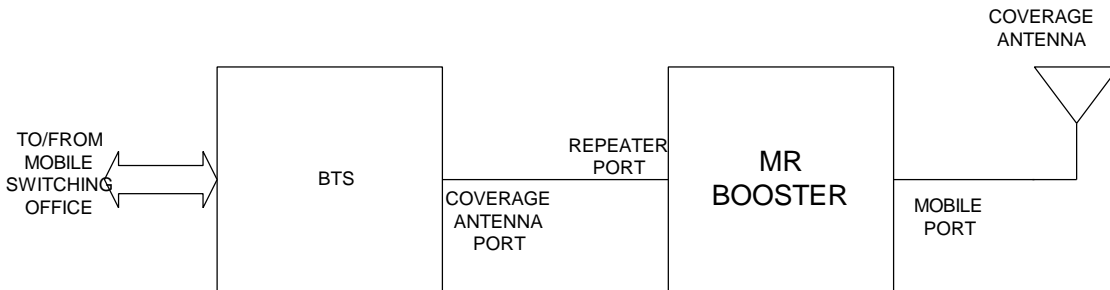 TO/FROM
MOBILE
SWITCHING
OFFICE
BTS
COVERAGE
ANTENNA
PORT
REPEATER
PORT
MR
BOOSTER
MOBILE
PORT
COVERAGE
ANTENNA